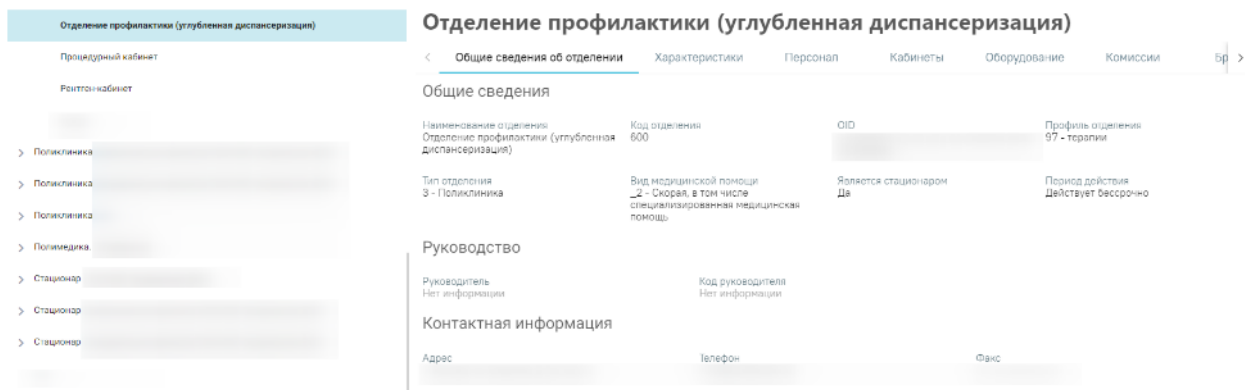 Отделение профилактики (углубленная диспансеризация)
Процедурный кабинет
Рентген-кабинет
Поликлиника
Поликлиника
Поликлиника
Полимедика
Стационар
Стационар
Стационар
Отделение профилактики (углубленная диспансеризация)
Общие сведения об отделении Характеристики Персонал Кабинеты Оборудование Комиссии Бр
Общие сведения
Наименование отделения Код отделения OID Профиль отделения
Отделение профилактики (углубленная 600 97 - терапии
диспансеризация)
Тип отделения Вид медицинской помощи Является стационаром Период действия
3 - Поликлиника _2 - Скорая, в том числе Да Действует бессрочно
специализированная медицинская
помощь
Руководство
Руководитель Код руководителя
Нет информации Нет информации
Контактная информация
Адрес Телефон Факс